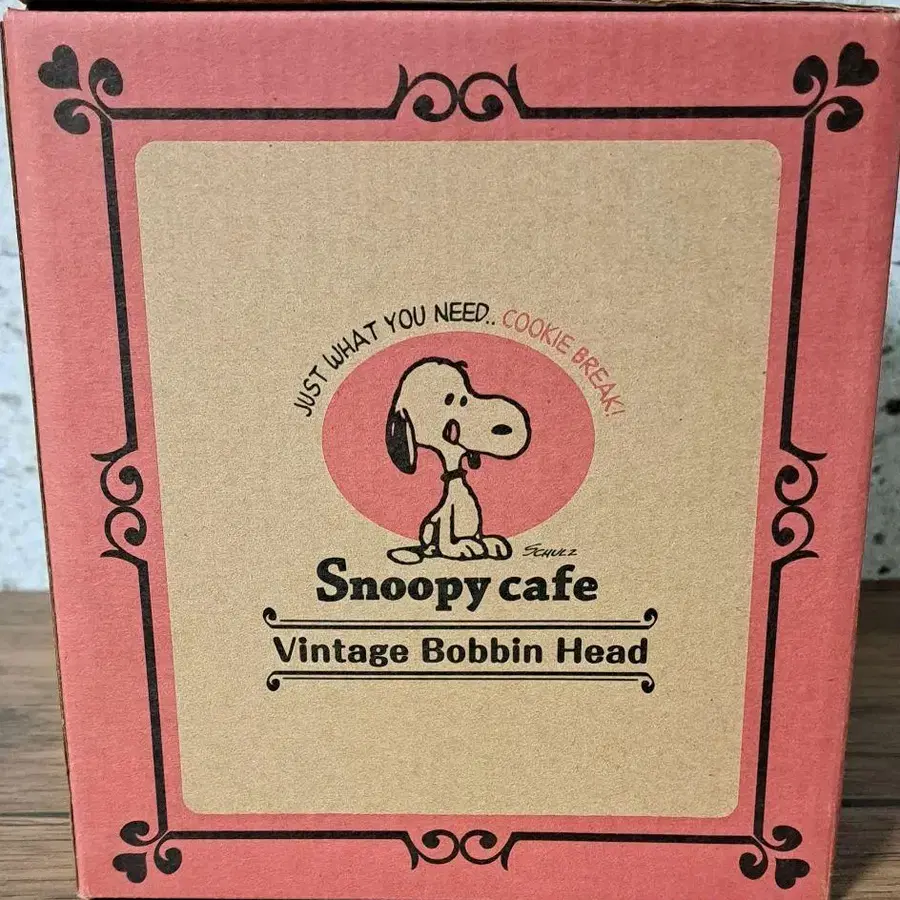 JUST WHAT YOU NEED.. COOKIE BREAK!
SCHULZ
Snoopy cafe
Vintage Bobbin Head